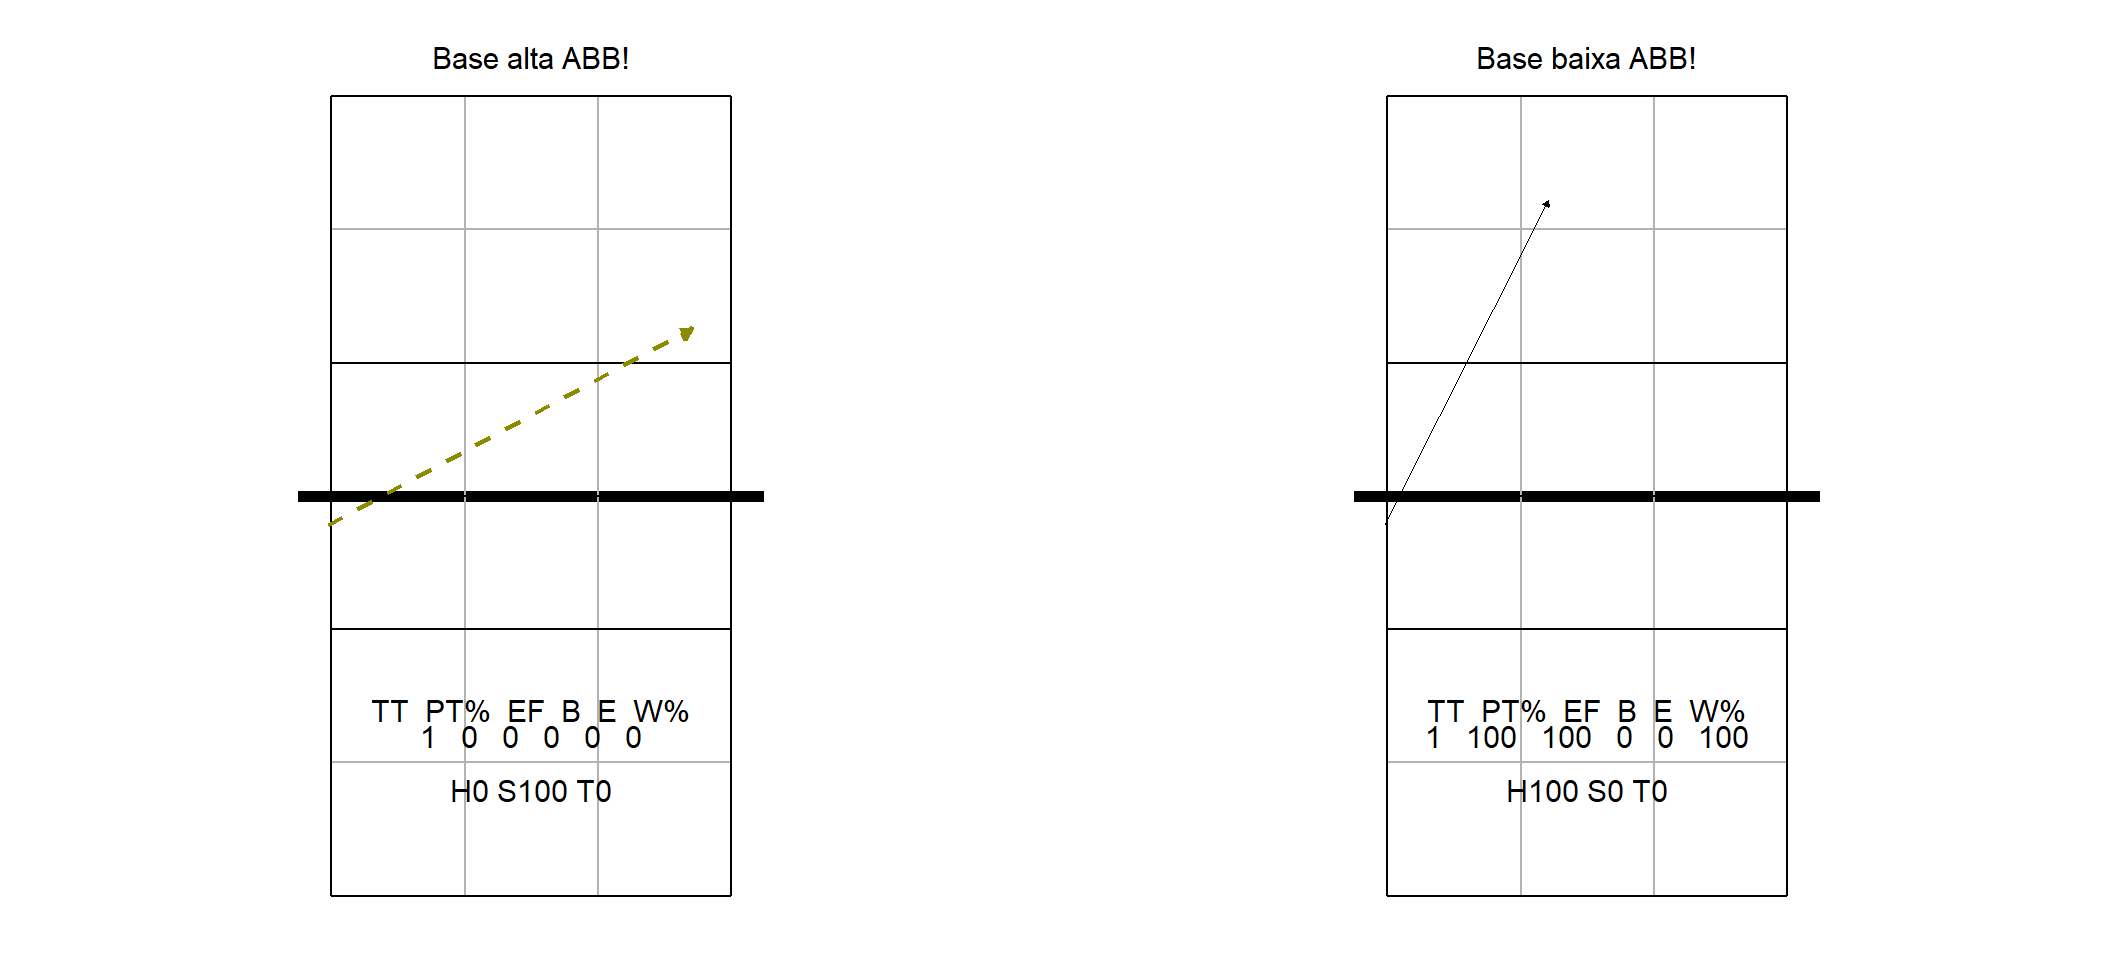 Base alta ABB!
TT PT% EF B E W%
1 0 0 0 0 0
H0 S100 T0
Base baixa ABB!
TT PT% EF B E W%
1 100 100 0 0 100
H100 S0 T0